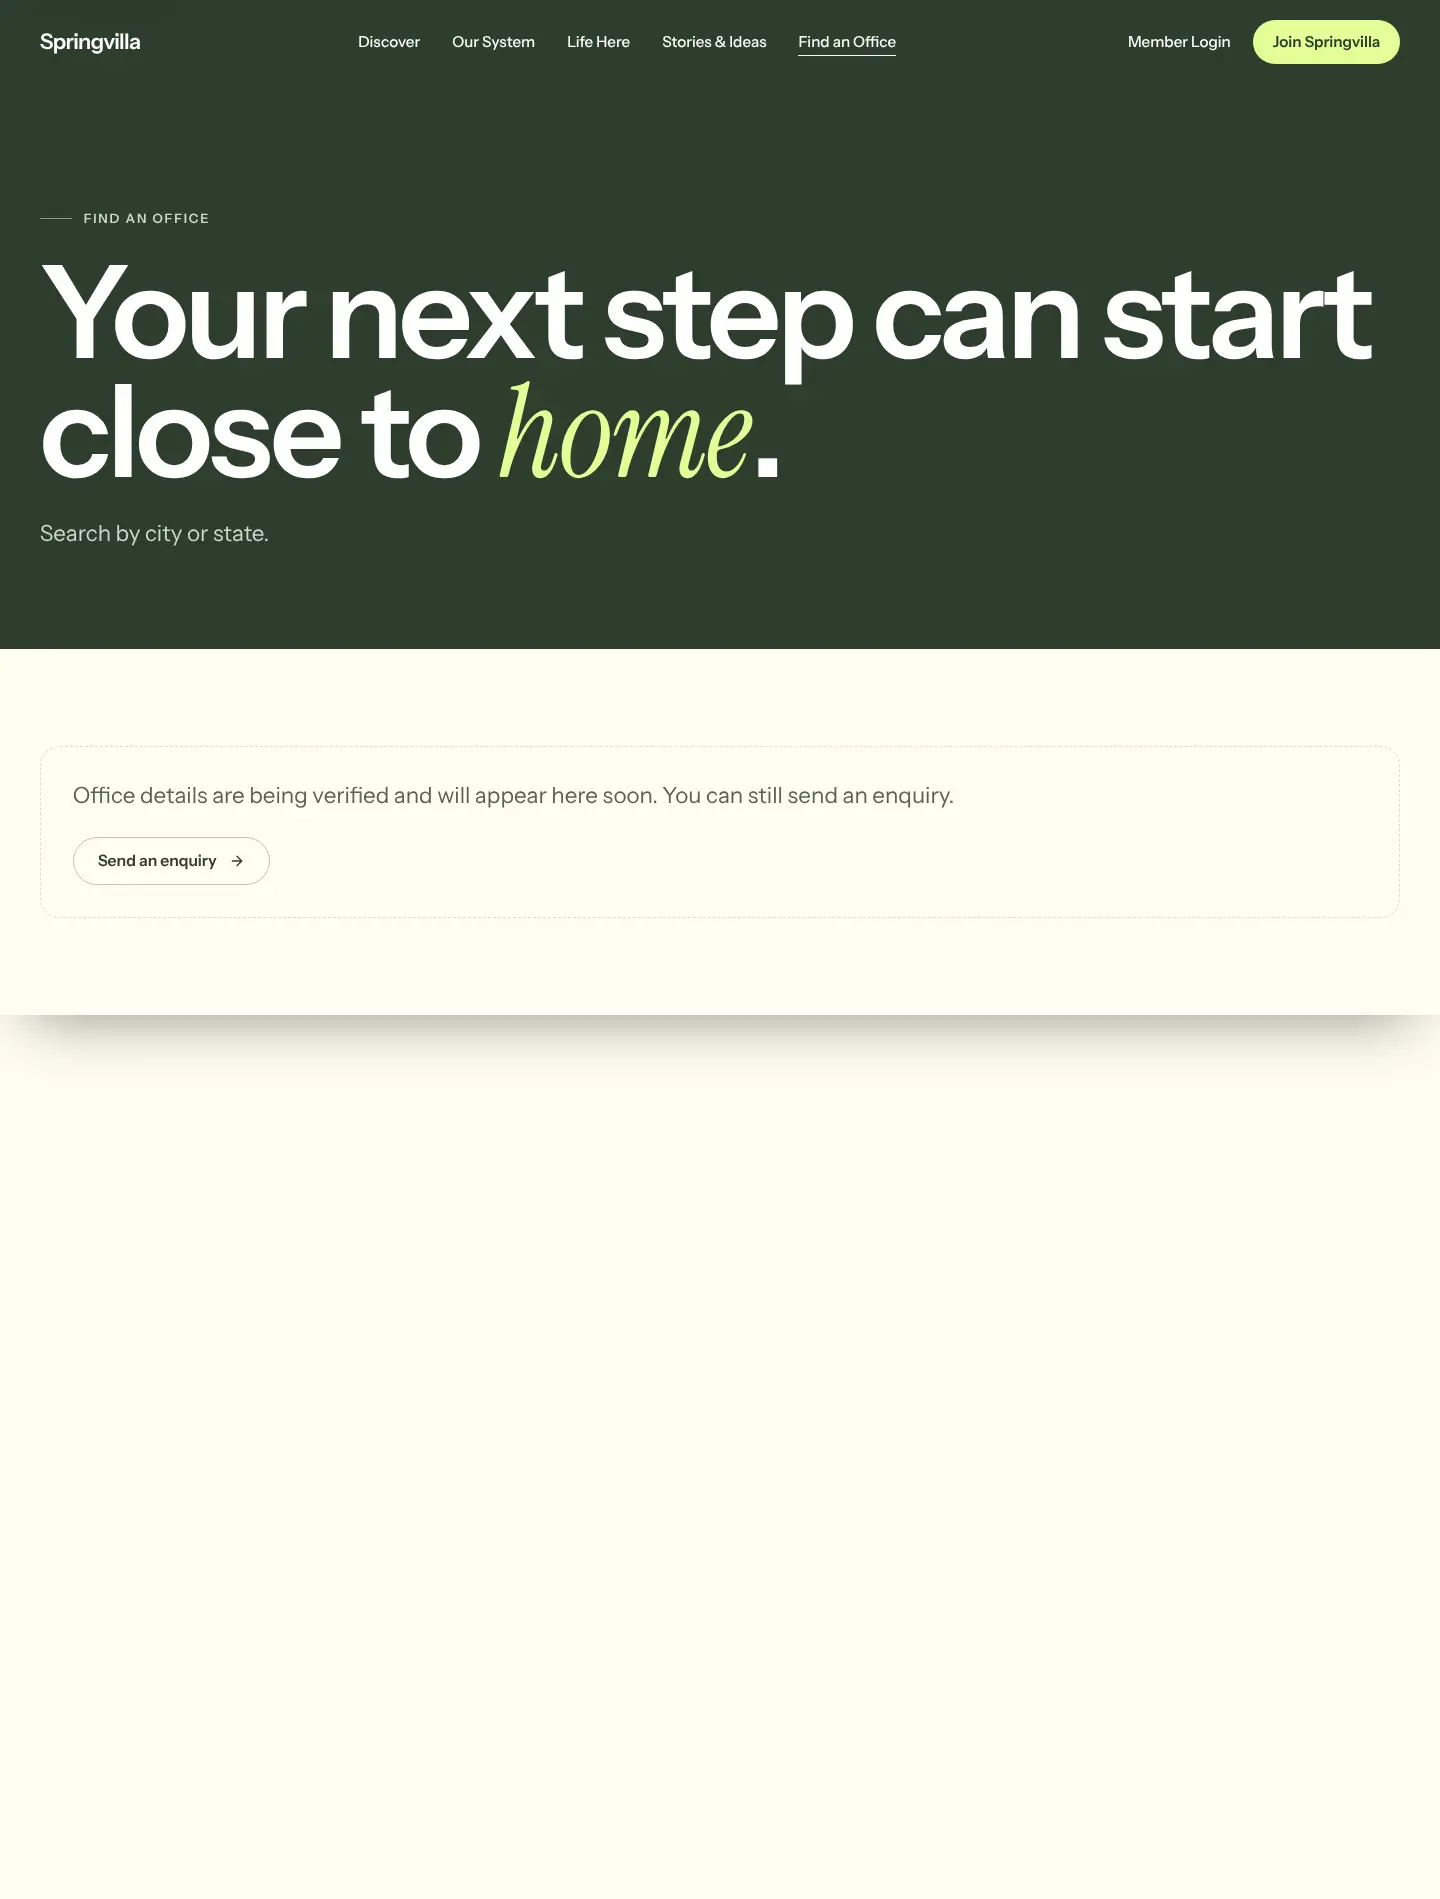 Springvilla
Discover
Our System
Life Here
Stories & Ideas
Find an Office
Member Login
Join Springvilla
FIND AN OFFICE
Your next step can start
close to home.
Search by city or state.
Office details are being verified and will appear here soon. You can still send an enquiry.
Send an enquiry →